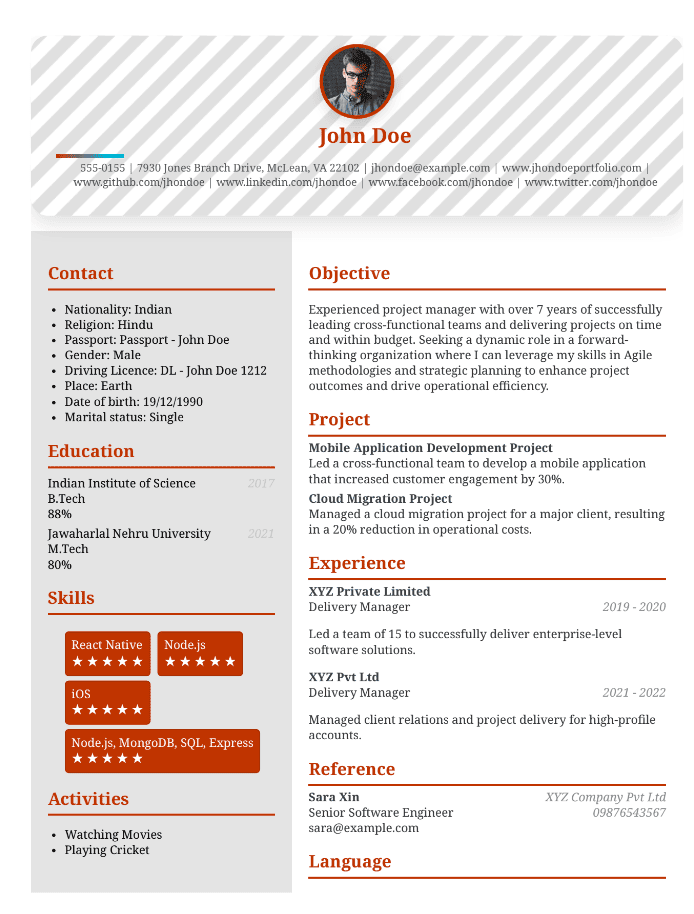 John Doe
555-0155 | 7930 Jones Branch Drive, McLean, VA 22102 | jhondoe@example.com | www.jhondoeportfolio.com |
www.github.com/jhondoe | www.linkedin.com/jhondoe | www.facebook.com/jhondoe | www.twitter.com/jhondoe
Contact
• Nationality: Indian
• Religion: Hindu
• Passport: Passport - John Doe
• Gender: Male
• Driving Licence: DL - John Doe 1212
• Place: Earth
• Date of birth: 19/12/1990
• Marital status: Single
Education
Indian Institute of Science 2017
B.Tech
88%
Jawaharlal Nehru University 2021
M.Tech
80%
Skills
React Native
★★★★★
Node.js
★★★★★
iOS
★★★★★
Node.js, MongoDB, SQL, Express
★★★★★
Activities
• Watching Movies
• Playing Cricket
Objective
Experienced project manager with over 7 years of successfully
leading cross-functional teams and delivering projects on time
and within budget. Seeking a dynamic role in a forward-
thinking organization where I can leverage my skills in Agile
methodologies and strategic planning to enhance project
outcomes and drive operational efficiency.
Project
Mobile Application Development Project
Led a cross-functional team to develop a mobile application
that increased customer engagement by 30%.
Cloud Migration Project
Managed a cloud migration project for a major client, resulting
in a 20% reduction in operational costs.
Experience
XYZ Private Limited
Delivery Manager 2019 - 2020
Led a team of 15 to successfully deliver enterprise-level
software solutions.
XYZ Pvt Ltd
Delivery Manager 2021 - 2022
Managed client relations and project delivery for high-profile
accounts.
Reference
Sara Xin XYZ Company Pvt Ltd
Senior Software Engineer 09876543567
sara@example.com
Language